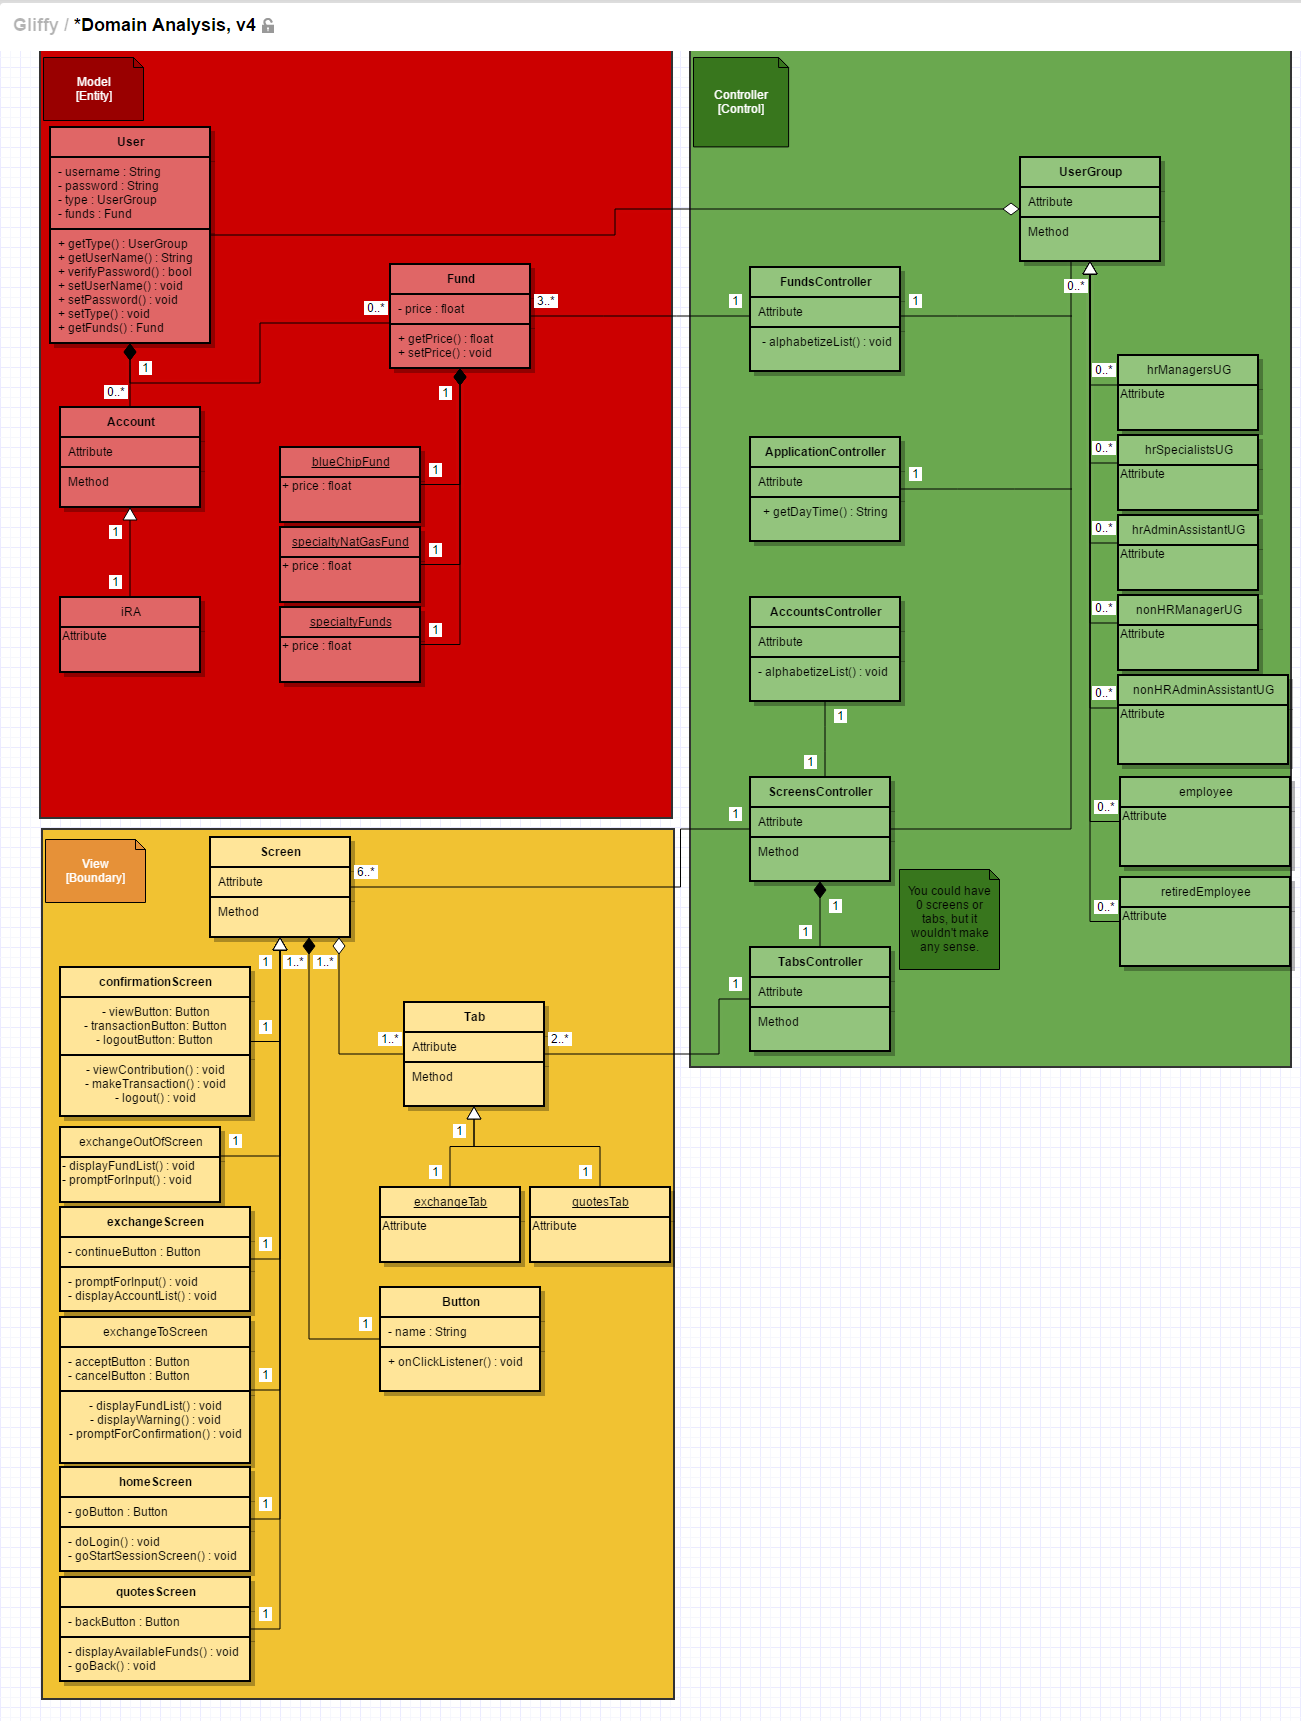 Gliffy / *Domain Analysis, v4
Model
[Entity]
User
- username : String
- password : String
- type : UserGroup
- funds : Fund
+ getType() : UserGroup
+ getUserName() : String
+ verifyPassword() : bool
+ setUserName() : void
+ setPassword() : void
+ setType() : void
+ getFunds() : Fund
1
0..*
Account
Attribute
Method
1
1
iRA
Attribute
0..*
Fund
- price : float
+ getPrice() : float
+ setPrice() : void
3..*
1
blueChipFund
+ price : float
1
specialtyNatGasFund
+ price : float
1
specialtyFunds
+ price : float
1
Controller
[Control]
UserGroup
Attribute
Method
0..*
1
FundsController
Attribute
- alphabetizeList() : void
1
ApplicationController
Attribute
+ getDayTime() : String
1
AccountsController
Attribute
- alphabetizeList() : void
1
1
1
ScreensController
Attribute
Method
1
1
You could have
0 screens or
tabs, but it
wouldn't make
any sense.
1
TabsController
Attribute
Method
0..*
hrManagersUG
Attribute
0..*
hrSpecialistsUG
Attribute
0..*
hrAdminAssistantUG
Attribute
0..*
nonHRManagerUG
Attribute
0..*
nonHRAdminAssistantUG
Attribute
0..*
employee
Attribute
0..*
retiredEmployee
Attribute
View
[Boundary]
Screen
Attribute
Method
6..*
1
1..*
1..*
confirmationScreen
- viewButton: Button
- transactionButton: Button
- logoutButton: Button
- viewContribution() : void
- makeTransaction() : void
- logout() : void
1
exchangeOutOfScreen
- displayFundList() : void
- promptForInput() : void
1
exchangeScreen
- continueButton : Button
- promptForInput() : void
- displayAccountList() : void
1
exchangeToScreen
- acceptButton : Button
- cancelButton : Button
- displayFundList() : void
- displayWarning() : void
- promptForConfirmation() : void
1
homeScreen
- goButton : Button
- doLogin() : void
- goStartSessionScreen() : void
1
quotesScreen
- backButton : Button
- displayAvailableFunds() : void
- goBack() : void
1
1..*
Tab
Attribute
Method
2..*
1
1
1
exchangeTab
Attribute
quotesTab
Attribute
1
Button
- name : String
+ onClickListener() : void